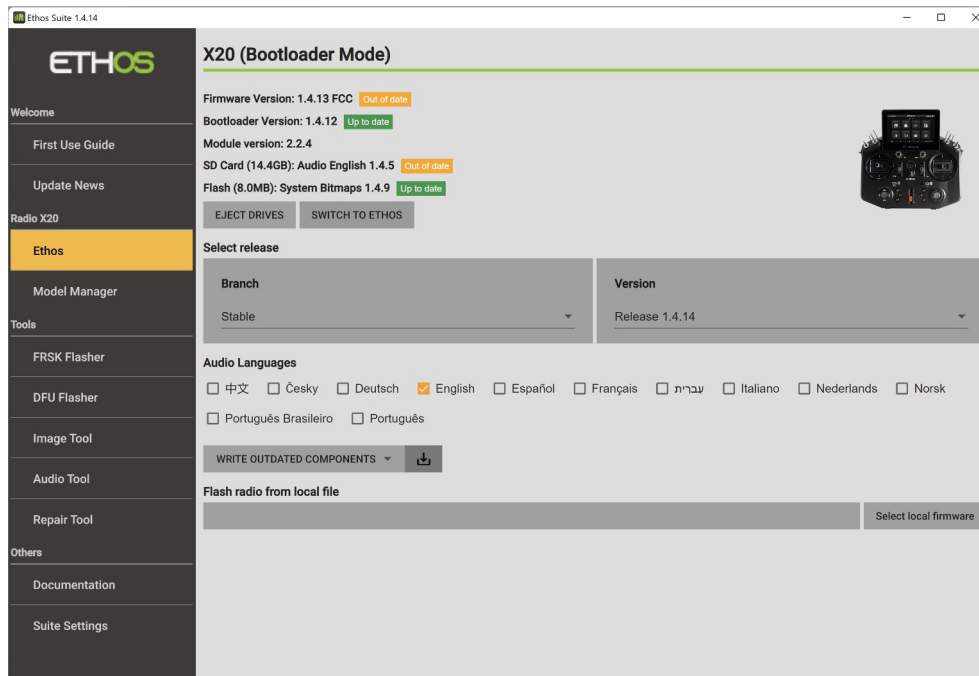 Ethos Suite 1.4.14
ETHOS
Welcome
First Use Guide
Update News
Radio X20
Ethos
Model Manager
Tools
FRSK Flasher
DFU Flasher
Image Tool
Audio Tool
Repair Tool
Others
Documentation
Suite Settings
X20 (Bootloader Mode)
Firmware Version: 1.4.13 FCC Out of date
Bootloader Version: 1.4.12 Up to date
Module version: 2.2.4
SD Card (14.4GB): Audio English 1.4.5 Out of date
Flash (8.0MB): System Bitmaps 1.4.9 Up to date
EJECT DRIVES SWITCH TO ETHOS
Select release
Branch Version
Stable Release 1.4.14
Audio Languages
中文 Česky Deutsch English Español Français עברית Italiano Nederlands Norsk
Português Brasileiro Português
WRITE OUTDATED COMPONENTS
Flash radio from local file
Select local firmware